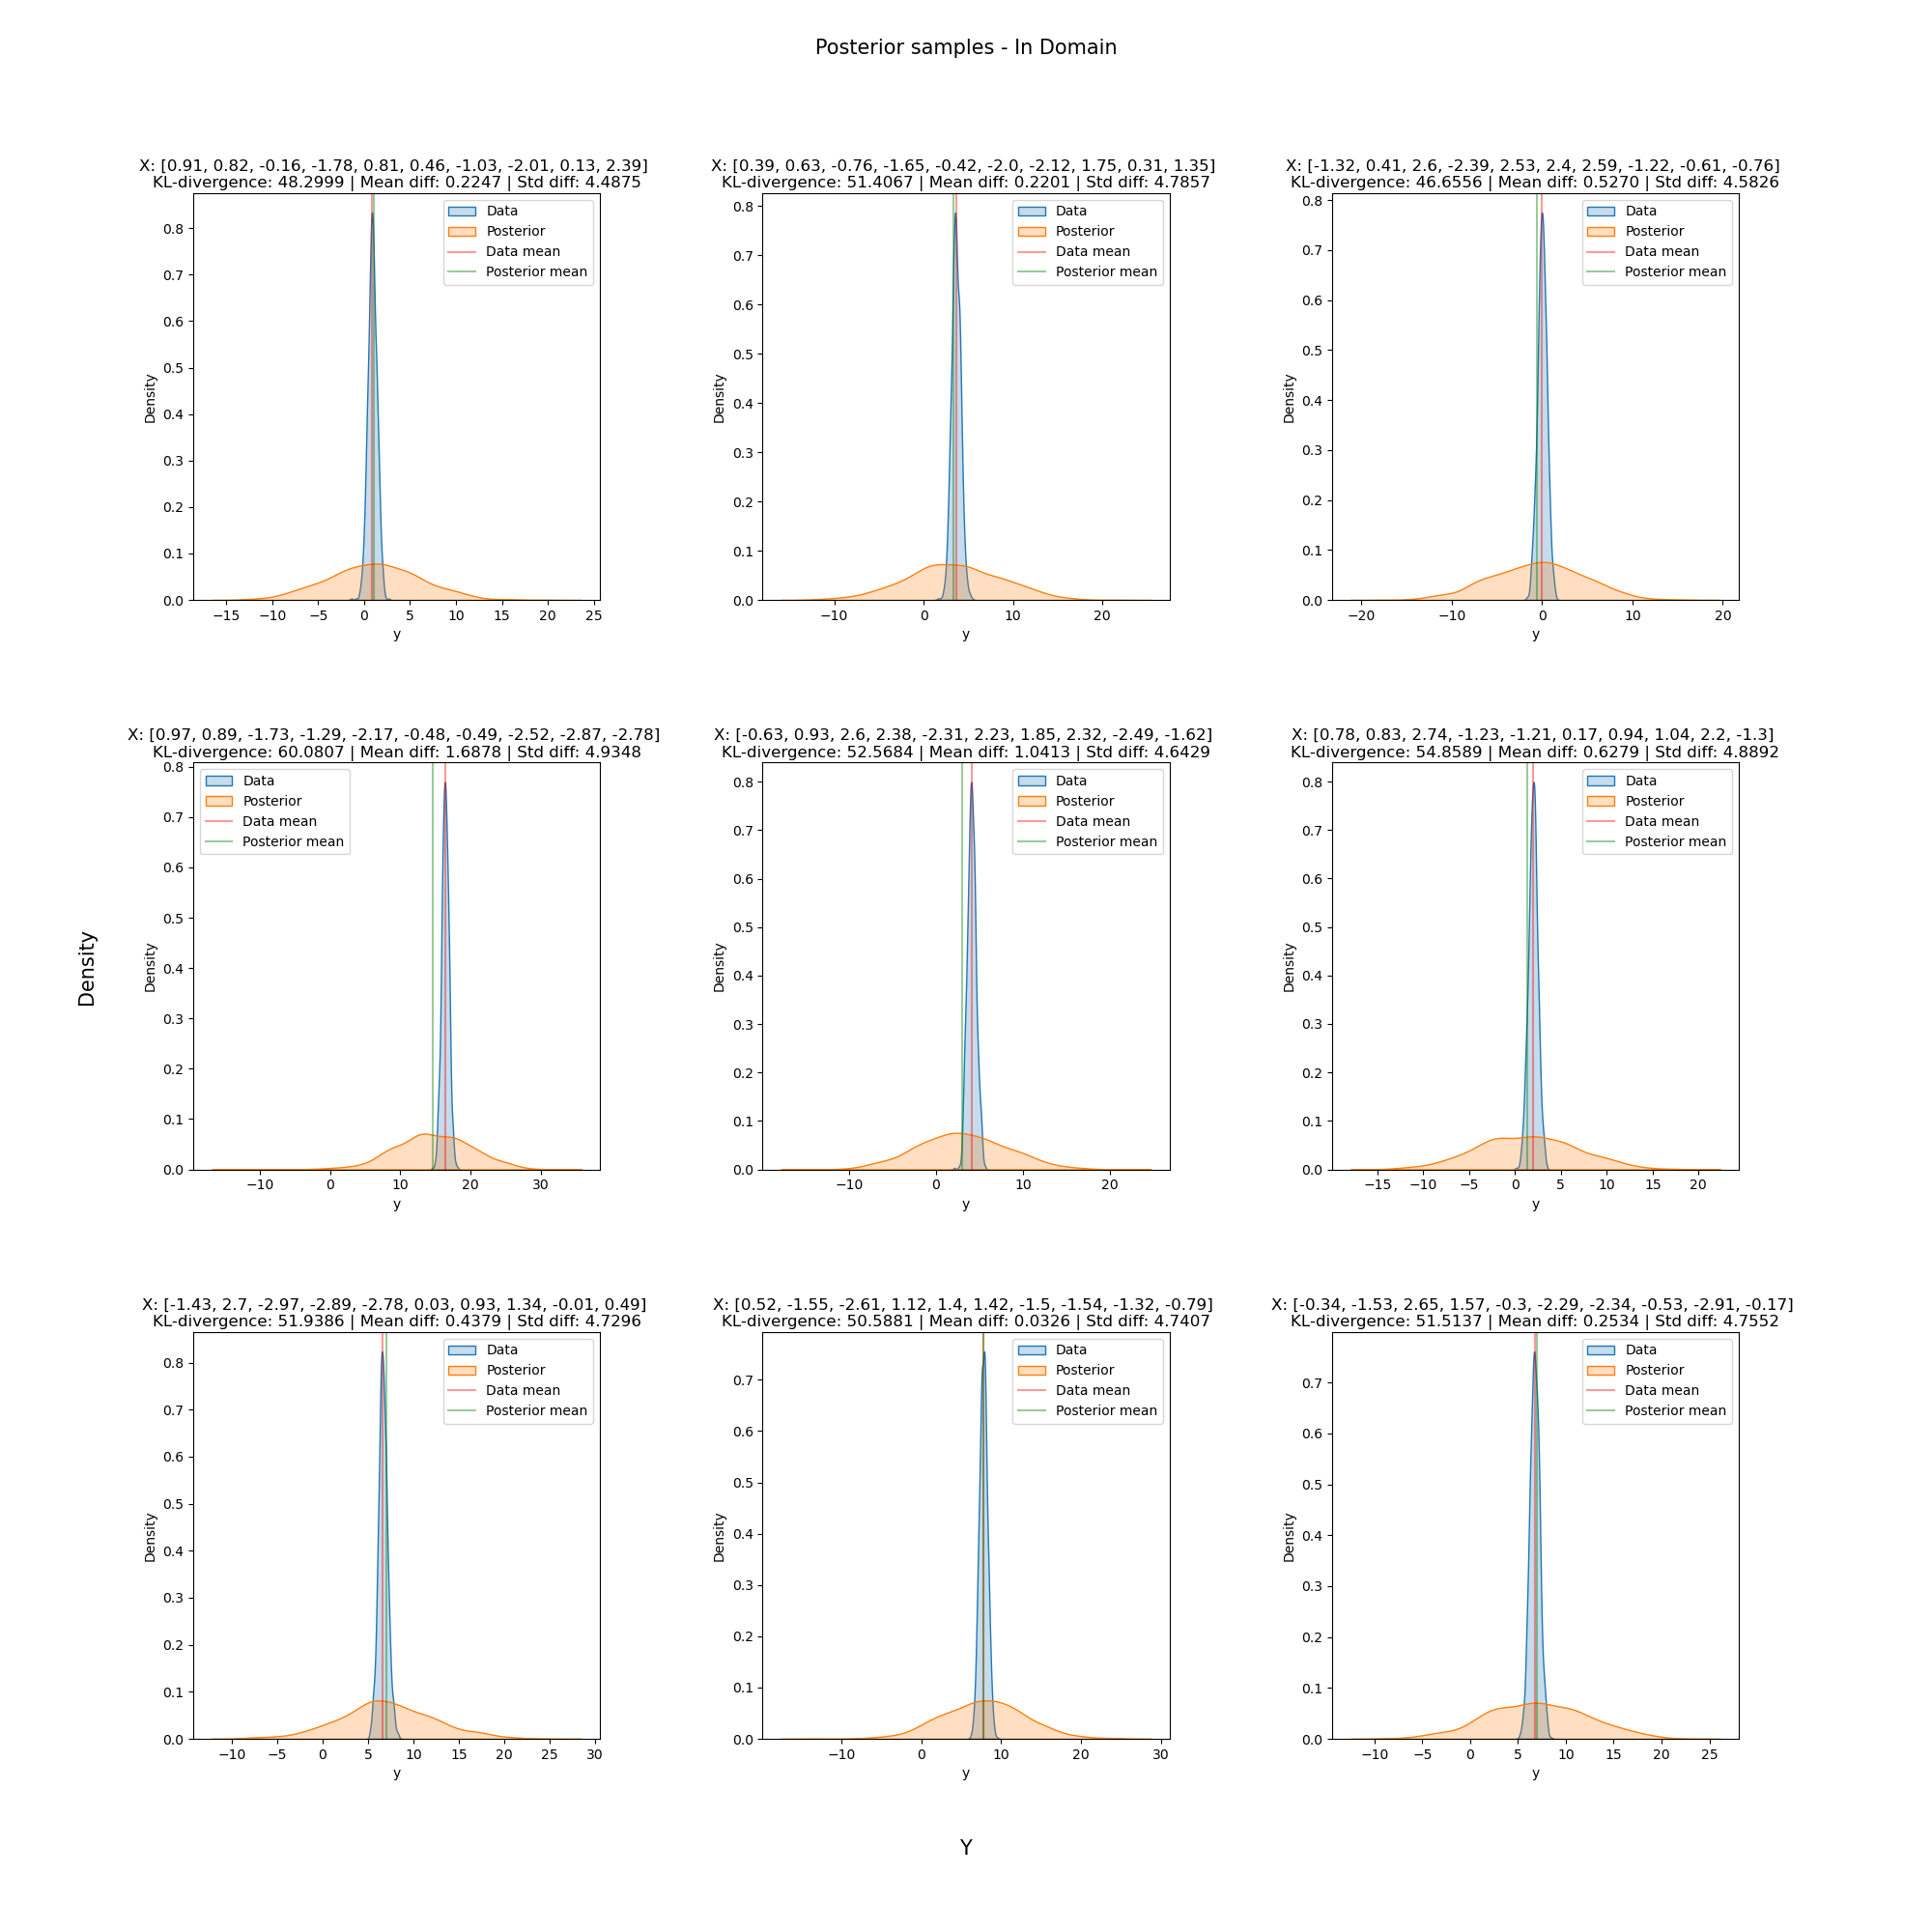 Posterior samples - In Domain
X: [0.91, 0.82, -0.16, -1.78, 0.81, 0.46, -1.03, -2.01, 0.13, 2.39]
KL-divergence: 48.2999 | Mean diff: 0.2247 | Std diff: 4.4875
Data
Posterior
Data mean
Posterior mean
0.8
0.7
0.6
0.5
0.4
0.3
0.2
0.1
0.0
Density
−15 −10 −5 0 5 10 15 20 25
y
X: [0.39, 0.63, -0.76, -1.65, -0.42, -2.0, -2.12, 1.75, 0.31, 1.35]
KL-divergence: 51.4067 | Mean diff: 0.2201 | Std diff: 4.7857
Data
Posterior
Data mean
Posterior mean
0.8
0.7
0.6
0.5
0.4
0.3
0.2
0.1
0.0
Density
−10 0 10 20
y
X: [-1.32, 0.41, 2.6, -2.39, 2.53, 2.4, 2.59, -1.22, -0.61, -0.76]
KL-divergence: 46.6556 | Mean diff: 0.5270 | Std diff: 4.5826
Data
Posterior
Data mean
Posterior mean
0.8
0.7
0.6
0.5
0.4
0.3
0.2
0.1
0.0
Density
−20 −10 0 10 20
y
Density
X: [0.97, 0.89, -1.73, -1.29, -2.17, -0.48, -0.49, -2.52, -2.87, -2.78]
KL-divergence: 60.0807 | Mean diff: 1.6878 | Std diff: 4.9348
Data
Posterior
Data mean
Posterior mean
0.8
0.7
0.6
0.5
0.4
0.3
0.2
0.1
0.0
Density
−10 0 10 20 30
y
X: [-0.63, 0.93, 2.6, 2.38, -2.31, 2.23, 1.85, 2.32, -2.49, -1.62]
KL-divergence: 52.5684 | Mean diff: 1.0413 | Std diff: 4.6429
Data
Posterior
Data mean
Posterior mean
0.8
0.7
0.6
0.5
0.4
0.3
0.2
0.1
0.0
Density
−10 0 10 20
y
X: [0.78, 0.83, 2.74, -1.23, -1.21, 0.17, 0.94, 1.04, 2.2, -1.3]
KL-divergence: 54.8589 | Mean diff: 0.6279 | Std diff: 4.8892
Data
Posterior
Data mean
Posterior mean
0.8
0.7
0.6
0.5
0.4
0.3
0.2
0.1
0.0
Density
−15 −10 −5 0 5 10 15 20
y
X: [-1.43, 2.7, -2.97, -2.89, -2.78, 0.03, 0.93, 1.34, -0.01, 0.49]
KL-divergence: 51.9386 | Mean diff: 0.4379 | Std diff: 4.7296
Data
Posterior
Data mean
Posterior mean
0.8
0.7
0.6
0.5
0.4
0.3
0.2
0.1
0.0
Density
−10 −5 0 5 10 15 20 25 30
y
X: [0.52, -1.55, -2.61, 1.12, 1.4, 1.42, -1.5, -1.54, -1.32, -0.79]
KL-divergence: 50.5881 | Mean diff: 0.0326 | Std diff: 4.7407
Data
Posterior
Data mean
Posterior mean
0.7
0.6
0.5
0.4
0.3
0.2
0.1
0.0
Density
−10 0 10 20 30
y
X: [-0.34, -1.53, 2.65, 1.57, -0.3, -2.29, -2.34, -0.53, -2.91, -0.17]
KL-divergence: 51.5137 | Mean diff: 0.2534 | Std diff: 4.7552
Data
Posterior
Data mean
Posterior mean
0.7
0.6
0.5
0.4
0.3
0.2
0.1
0.0
Density
−10 −5 0 5 10 15 20 25
y
Y